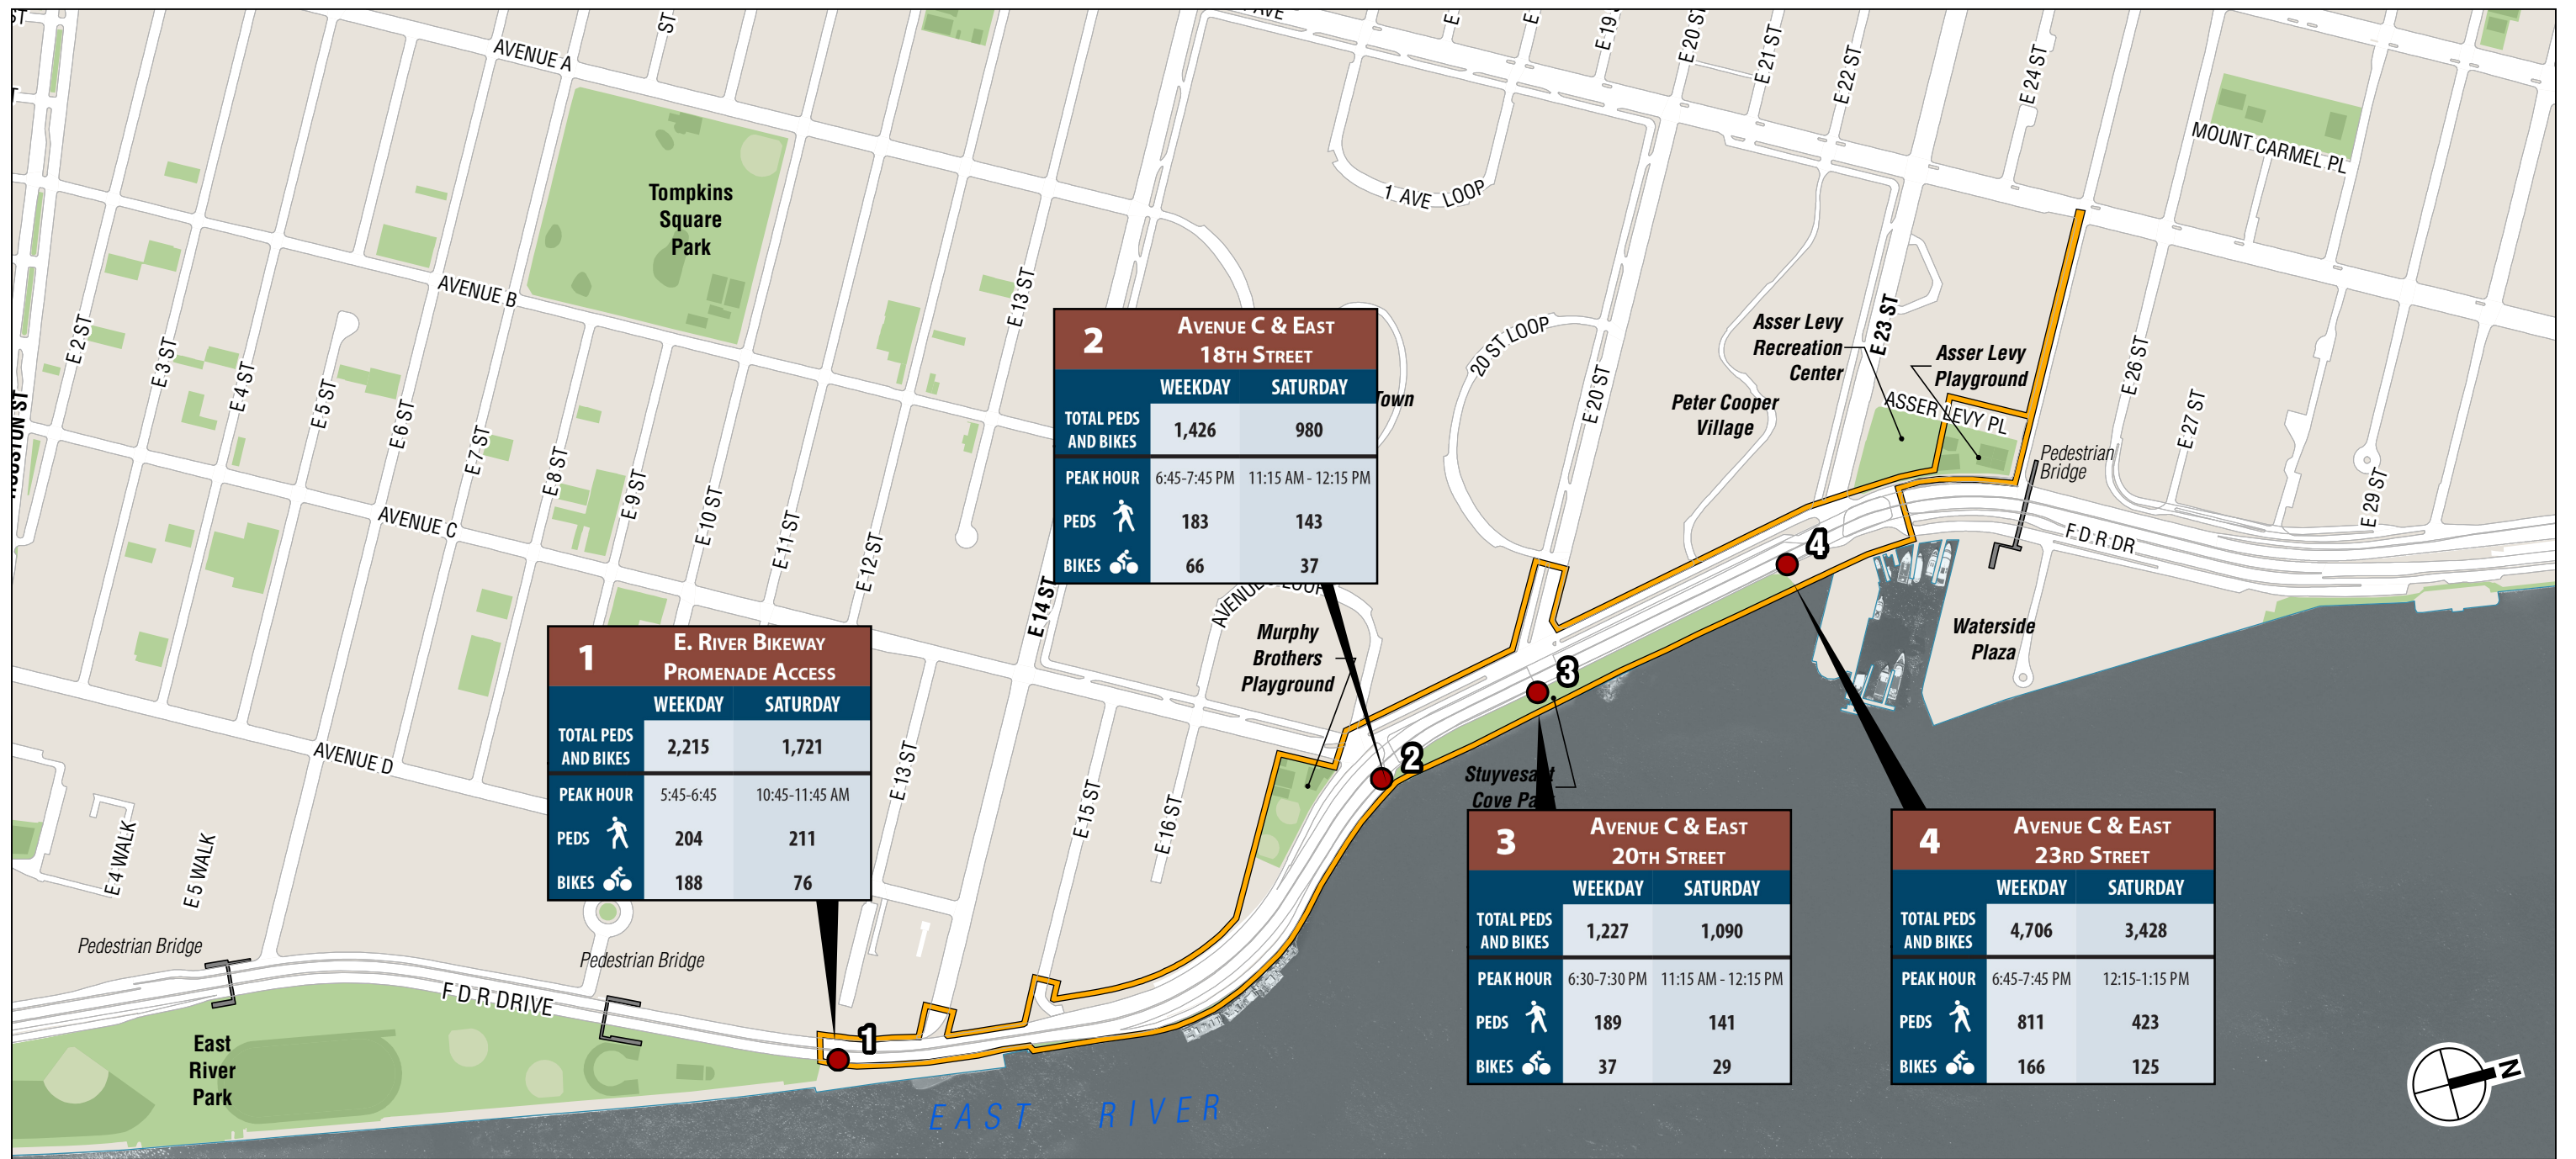 ST
AVE
AVENUE A
ST
E
E
E 19
E 20 ST
E 21 ST
E 22 ST
E 24 ST
MOUNT CARMEL PL
Tompkins
Square
Park
1 AVE LOOP
AVENUE B
E 13 ST
E 2 ST
E 3 ST
E 4 ST
E 5 ST
E 6 ST
E 7 ST
E 8 ST
E 9 ST
E 10 ST
E 11 ST
E 12 ST
E 14 ST
HOUSTON ST
AVENUE C
AVENUE D
20 ST LOOP
E 20 ST
Town
Peter Cooper
Village
Asser Levy
Recreation
Center
E 23 ST
Asser Levy
Playground
ASSER LEVY PL
E 26 ST
E 27 ST
E 29 ST
Pedestrian
Bridge
F D R DR
Waterside
Plaza
2
AVENUE C & EAST
18TH STREET
WEEKDAY SATURDAY
TOTAL PEDS
AND BIKES 1,426 980
PEAK HOUR 6:45-7:45 PM 11:15 AM - 12:15 PM
PEDS 183 143
BIKES 66 37
AVENUE LOOP
Murphy
Brothers
Playground
1
E. RIVER BIKEWAY
PROMENADE ACCESS
WEEKDAY SATURDAY
TOTAL PEDS
AND BIKES 2,215 1,721
PEAK HOUR 5:45-6:45 10:45-11:45 AM
PEDS 204 211
BIKES 188 76
E 13 ST
E 15 ST
E 16 ST
E 4 WALK
E 5 WALK
4
3
2
1
Stuyvesant
Cove Pa
3
AVENUE C & EAST
20TH STREET
WEEKDAY SATURDAY
TOTAL PEDS
AND BIKES 1,227 1,090
PEAK HOUR 6:30-7:30 PM 11:15 AM - 12:15 PM
PEDS 189 141
BIKES 37 29
4
AVENUE C & EAST
23RD STREET
WEEKDAY SATURDAY
TOTAL PEDS
AND BIKES 4,706 3,428
PEAK HOUR 6:45-7:45 PM 12:15-1:15 PM
PEDS 811 423
BIKES 166 125
Pedestrian Bridge
Pedestrian Bridge
F D R DRIVE
East
River
Park
EAST RIVER
N